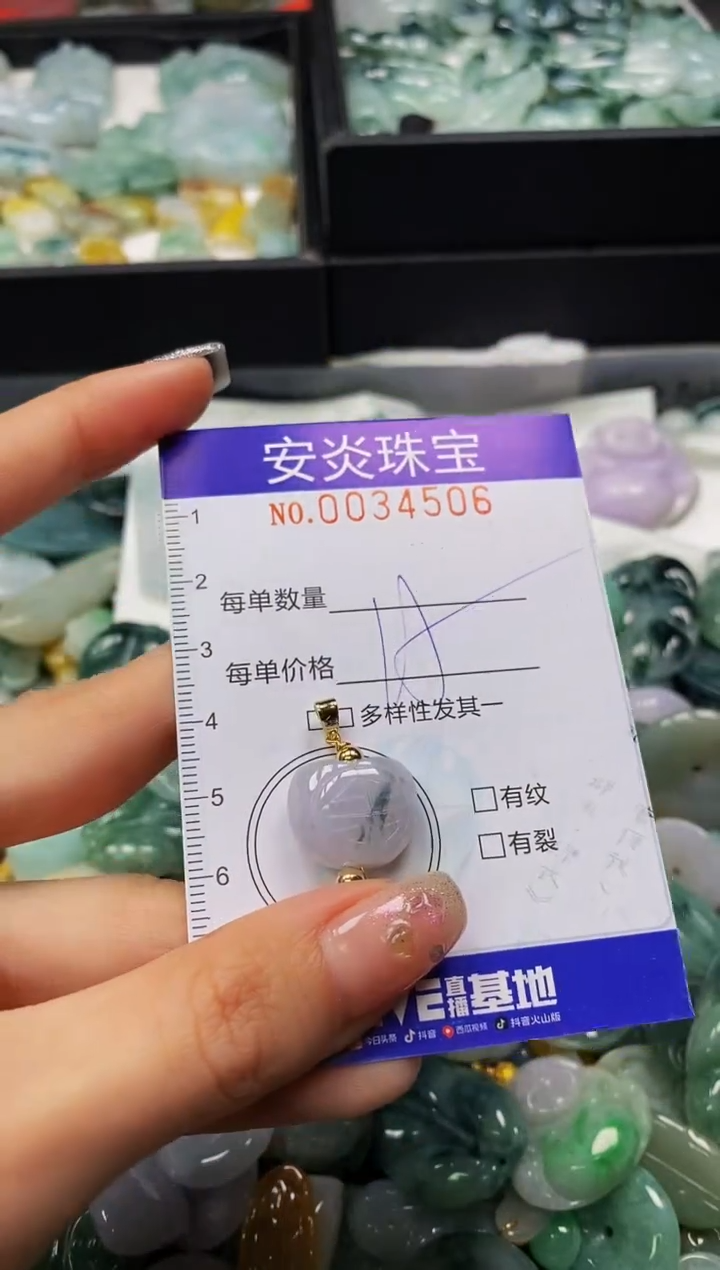 安炎珠宝
NO.0034506
1
2
每单数量
3
每单价格
4
多样性发其一
5
有纹
有裂
6
VE直播基地
今日头条 抖音 西瓜视频 抖音火山版